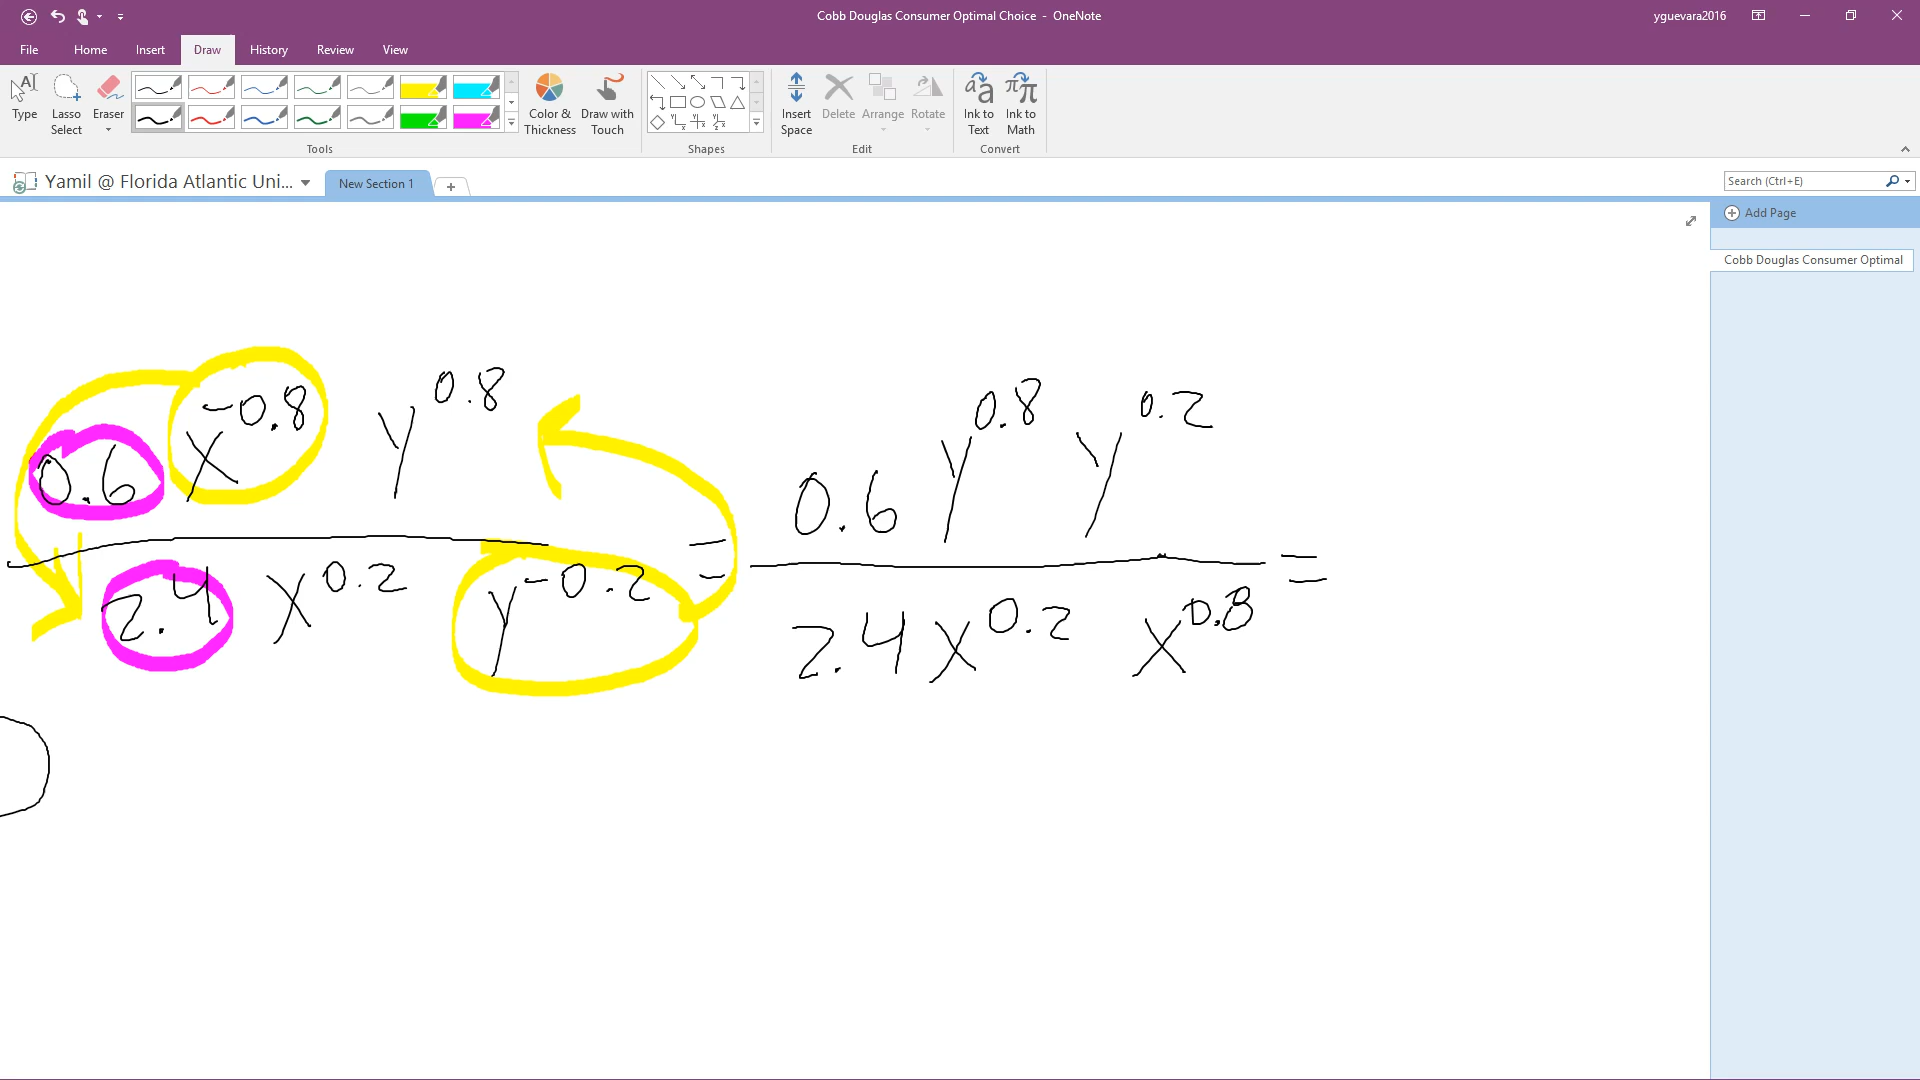 Cobb Douglas Consumer Optimal Choice - OneNote
yguevara2016
File Home Insert Draw History Review View
Type
Lasso Select
Eraser
Color & Thickness
Draw with Touch
Insert Space
Delete
Arrange
Rotate
Ink to Text
Ink to Math
Tools
Shapes
Edit
Convert
Yamil @ Florida Atlantic Uni...
New Section 1
Search (Ctrl+E)
Add Page
Cobb Douglas Consumer Optimal
0.6 x^-0.8 y^0.8 = 0.6 y^0.8 y^0.2 =
2.4 x^0.2 y^-0.2 2.4 x^0.2 x^0.8